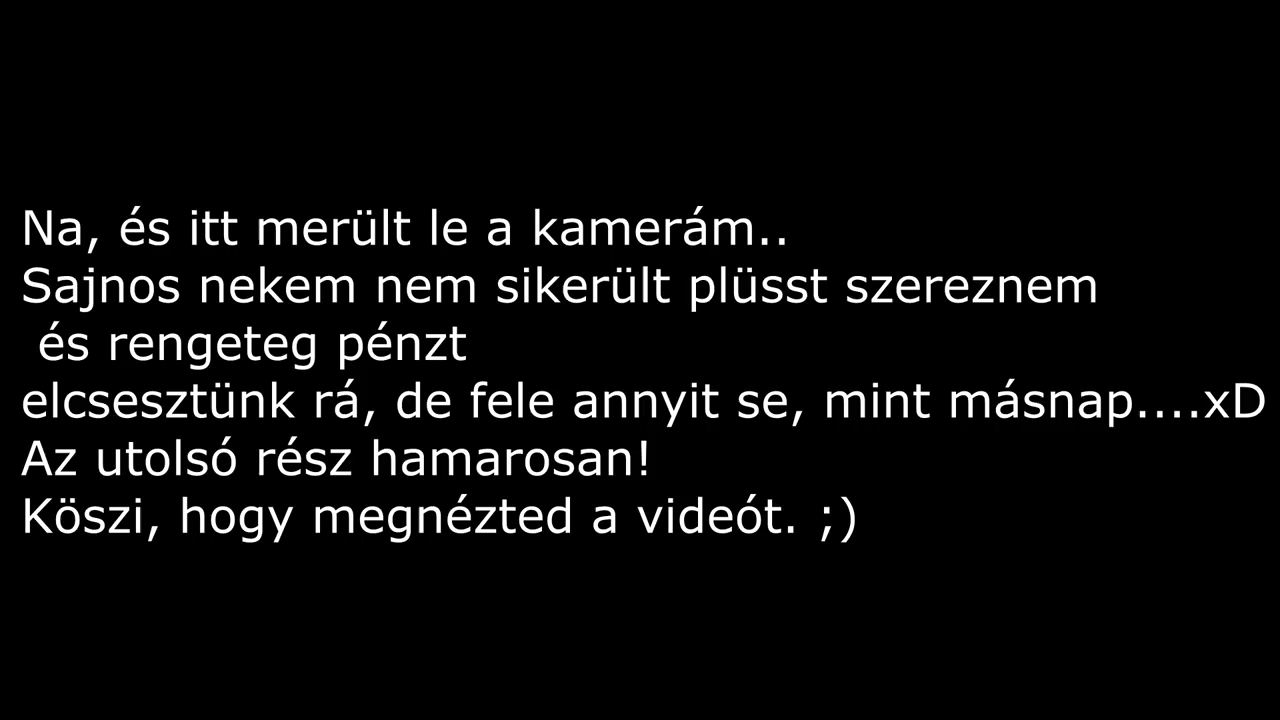 Na, és itt merült le a kamerám..
Sajnos nekem nem sikerült plüsst szereznem
és rengeteg pénzt
elcsesztünk rá, de fele annyit se, mint másnap....xD
Az utolsó rész hamarosan!
Köszi, hogy megnézted a videót. ;)